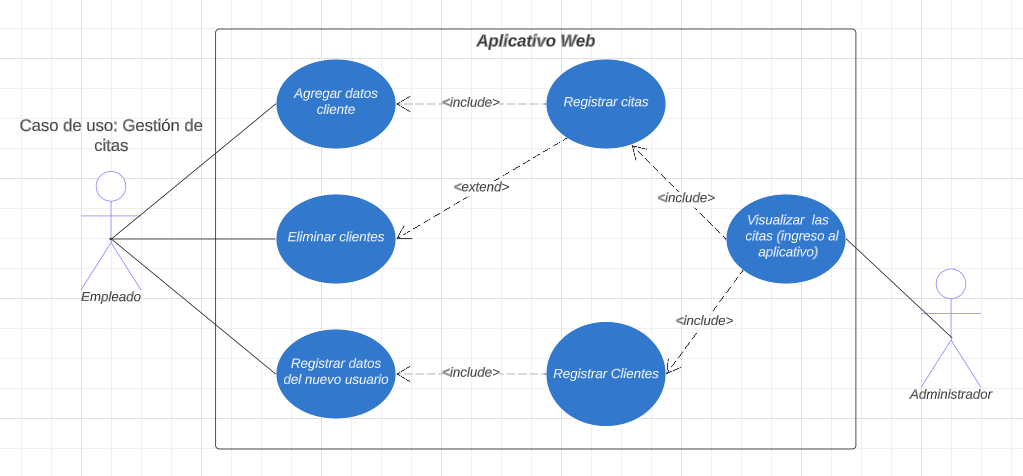 Aplicativo Web
Agregar datos
cliente
<include>
Registrar citas
Caso de uso: Gestión de
citas
<extend>
<include>
Eliminar clientes
Visualizar las
citas (ingreso al
aplicativo)
Empleado
<include>
Registrar datos
del nuevo usuario
<include>
Registrar Clientes
Administrador